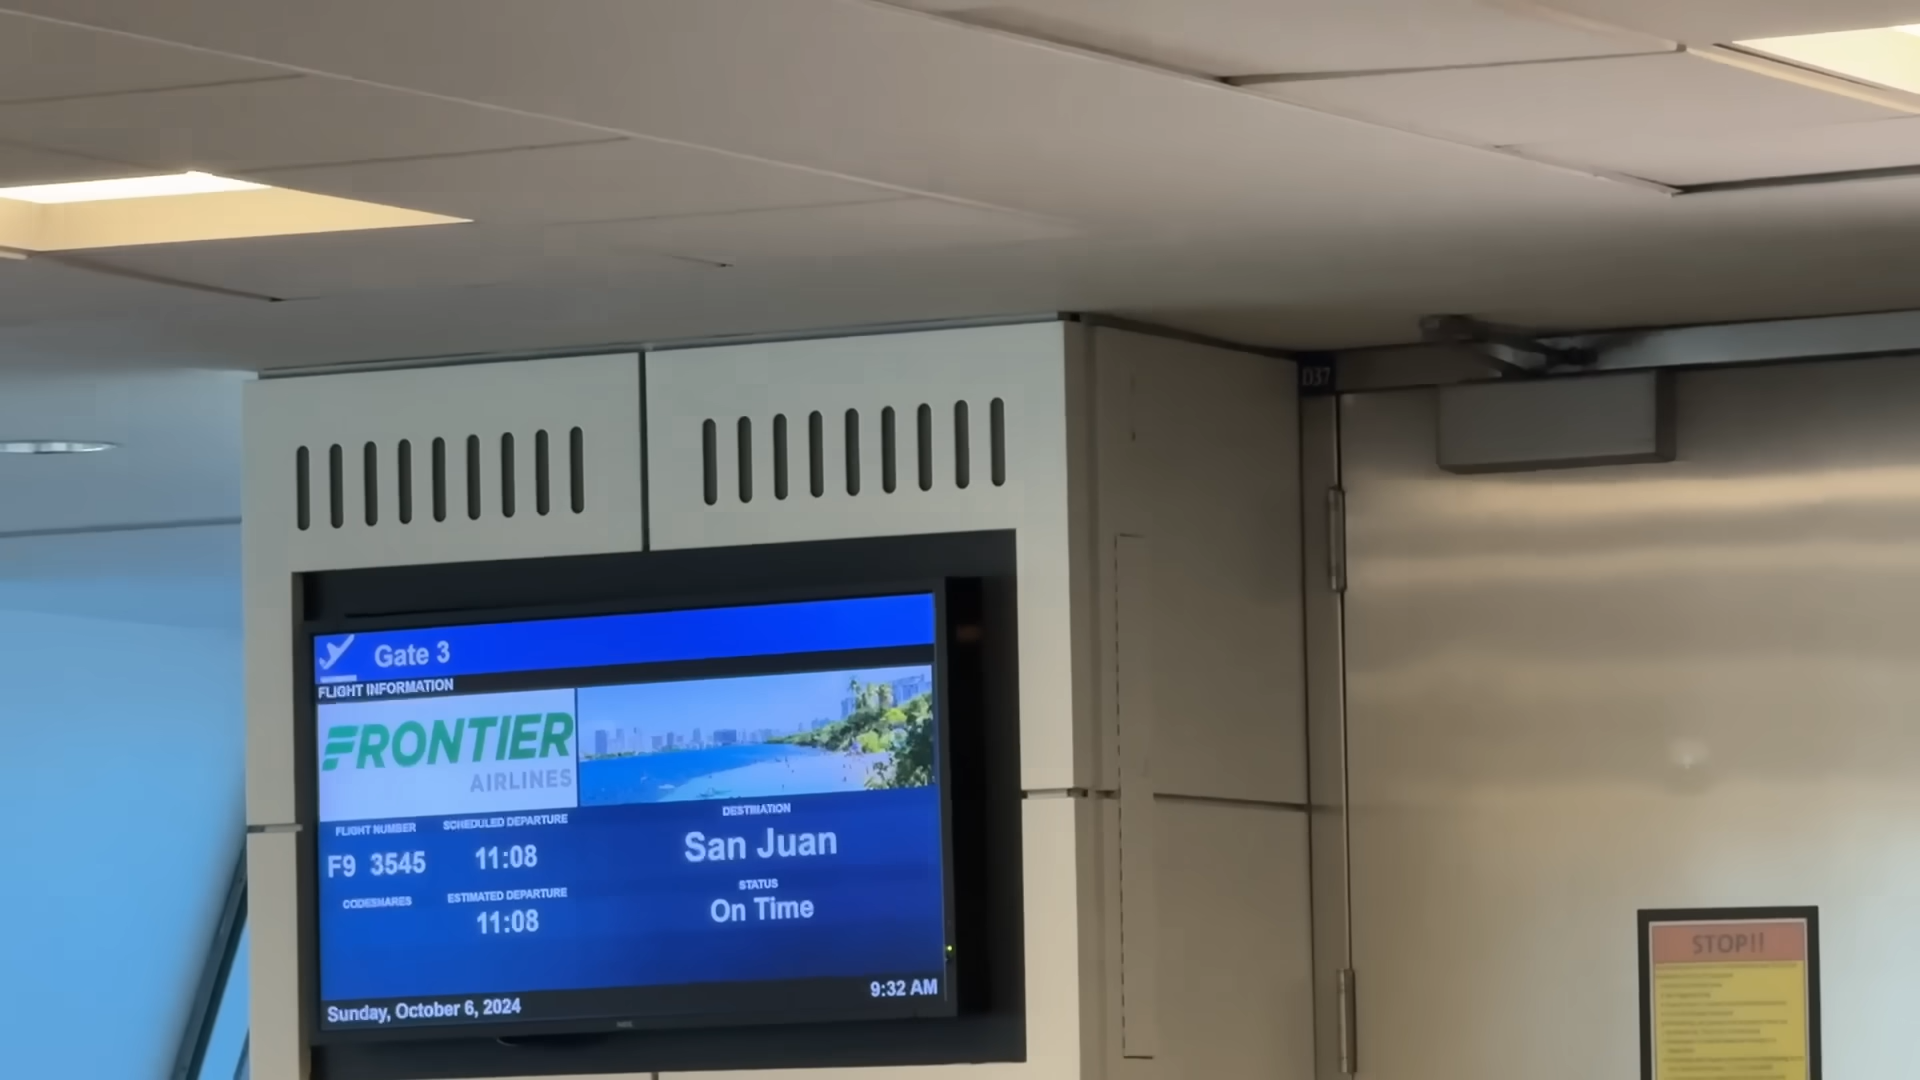 D37
Gate 3
FLIGHT INFORMATION
FRONTIER
AIRLINES
FLIGHT NUMBER
F9 3545
SCHEDULED DEPARTURE
11:08
DESTINATION
San Juan
CODESHARES
ESTIMATED DEPARTURE
11:08
STATUS
On Time
Sunday, October 6, 2024
9:32 AM
STOP!!